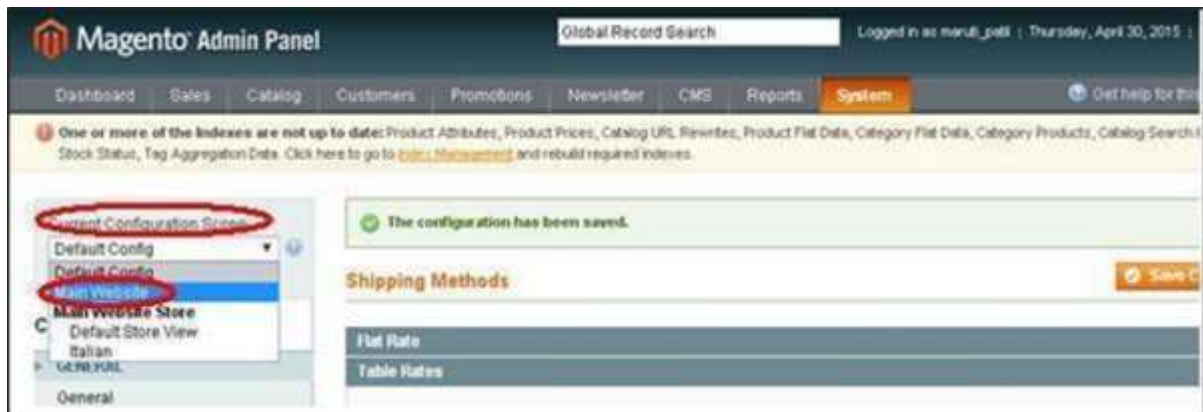 Magento Admin Panel
Global Record Search
Logged in as maruti_patil | Thursday, April 30, 2015 |
Dashboard Sales Catalog Customers Promotions Newsletter CMS Reports System Get help for this
One or more of the Indexes are not up to date: Product Attributes, Product Prices, Catalog URL Rewrites, Product Flat Data, Category Flat Data, Category Products, Catalog Search
Stock Status, Tag Aggregation Data. Click here to go to Index Management and rebuild required indexes.
Current Configuration Scope
Default Config
Default Config
Main Website
Main Website Store
Default Store View
Italian
GENERAL
General
The configuration has been saved.
Shipping Methods
Save
Flat Rate
Table Rates